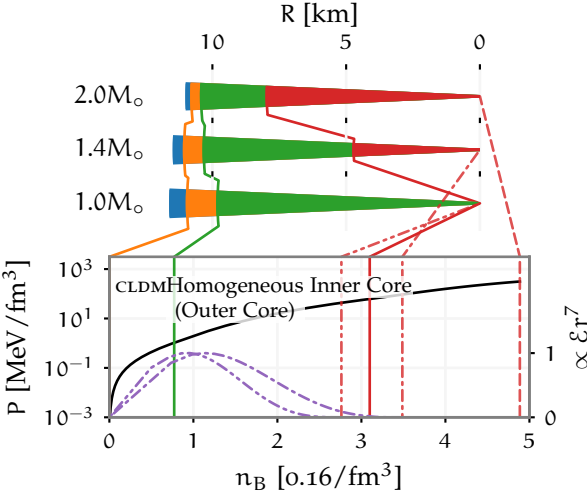 R [km]
10 5 0
2.0M○
1.4M○
1.0M○
10³
10¹
10⁻¹
10⁻³
P [MeV/fm³]
CLDM Homogeneous Inner Core
(Outer Core)
1
0
∝ εr⁷
0 1 2 3 4 5
n_B [0.16/fm³]